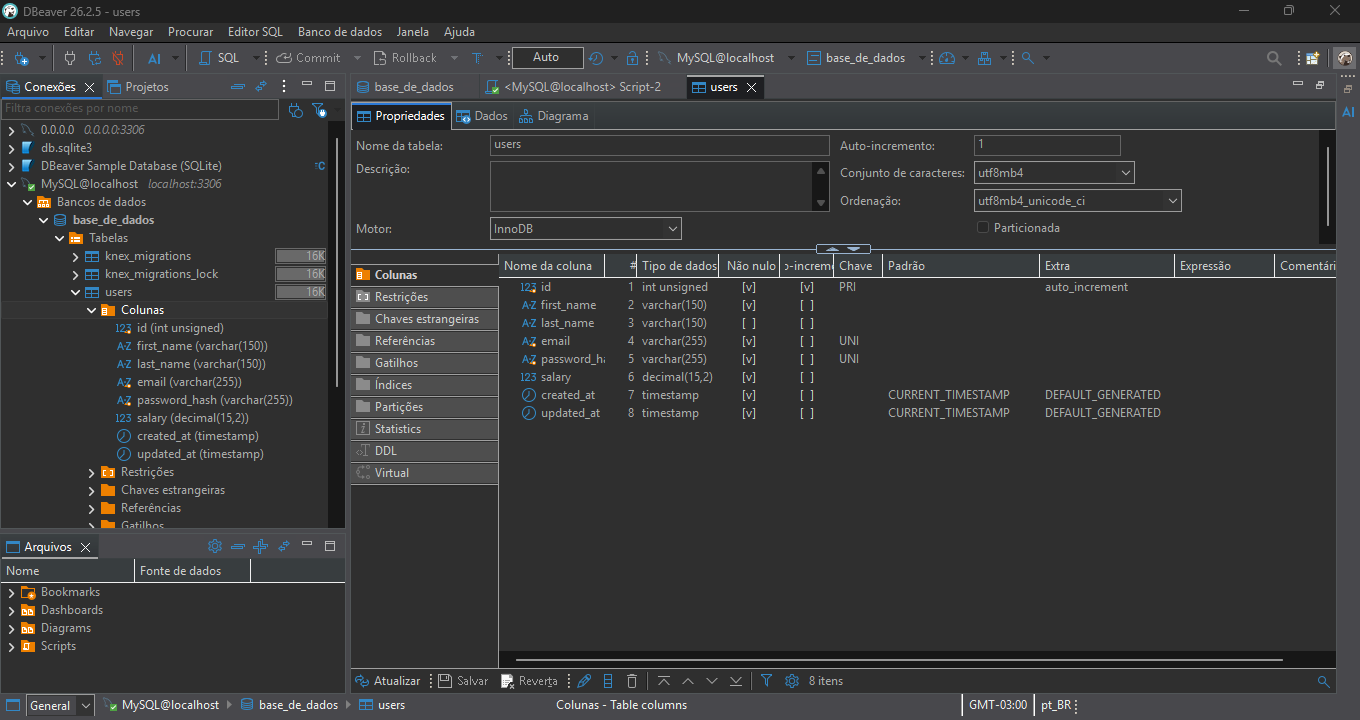 DBeaver 26.2.5 - users
Arquivo Editar Navegar Procurar Editor SQL Banco de dados Janela Ajuda
AI SQL Commit Rollback T Auto MySQL@localhost base_de_dados
Conexões Projetos
base_de_dados <MySQL@localhost> Script-2 users
Filtra conexões por nome
0.0.0.0 0.0.0.0:3306
db.sqlite3
DBeaver Sample Database (SQLite)
MySQL@localhost localhost:3306
Bancos de dados
base_de_dados
Tabelas
knex_migrations 16K
knex_migrations_lock 16K
users 16K
Colunas
123 id (int unsigned)
A-Z first_name (varchar(150))
A-Z last_name (varchar(150))
A-Z email (varchar(255))
A-Z password_hash (varchar(255))
123 salary (decimal(15,2))
created_at (timestamp)
updated_at (timestamp)
Restrições
Chaves estrangeiras
Referências
Gatilhos
Arquivos
Nome Fonte de dados
Bookmarks
Dashboards
Diagrams
Scripts
Propriedades Dados Diagrama
Nome da tabela: users
Descrição:
Motor: InnoDB
Auto-incremento: 1
Conjunto de caracteres: utf8mb4
Ordenação: utf8mb4_unicode_ci
Particionada
AI
Colunas
Restrições
Chaves estrangeiras
Referências
Gatilhos
Índices
Partições
Statistics
DDL
Virtual
Nome da coluna # Tipo de dados Não nulo o-increme Chave Padrão Extra Expressão Comentári
123 id 1 int unsigned [v] [v] PRI auto_increment
A-Z first_name 2 varchar(150) [v] [ ]
A-Z last_name 3 varchar(150) [ ] [ ]
A-Z email 4 varchar(255) [v] [ ] UNI
A-Z password_ha 5 varchar(255) [v] [ ] UNI
123 salary 6 decimal(15,2) [v] [ ]
created_at 7 timestamp [v] [ ] CURRENT_TIMESTAMP DEFAULT_GENERATED
updated_at 8 timestamp [v] [ ] CURRENT_TIMESTAMP DEFAULT_GENERATED
Atualizar Salvar Reverta 8 itens
General MySQL@localhost base_de_dados users Colunas - Table columns GMT-03:00 pt_BR